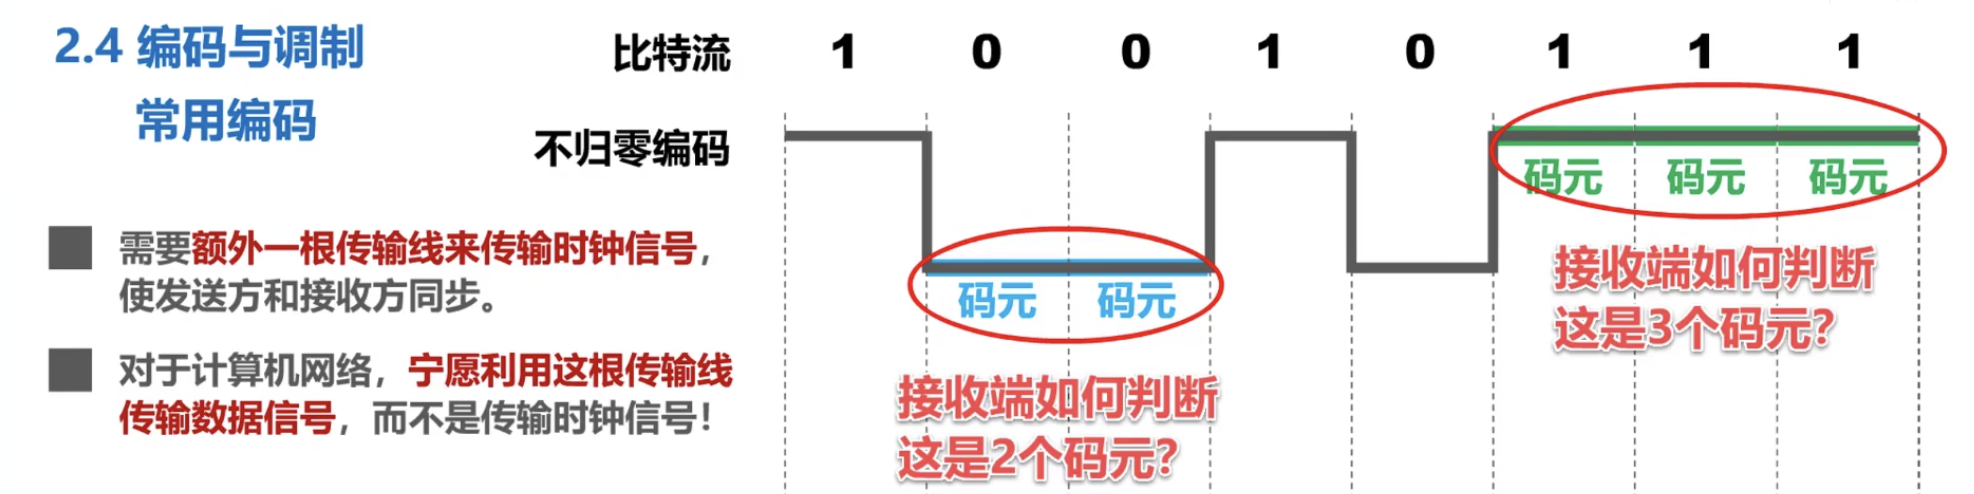 2.4 编码与调制
常用编码
比特流 1 0 0 1 0 1 1 1
不归零编码
码元 码元 码元
码元 码元
接收端如何判断
这是3个码元?
接收端如何判断
这是2个码元?
需要额外一根传输线来传输时钟信号，
使发送方和接收方同步。
对于计算机网络，宁愿利用这根传输线
传输数据信号，而不是传输时钟信号！